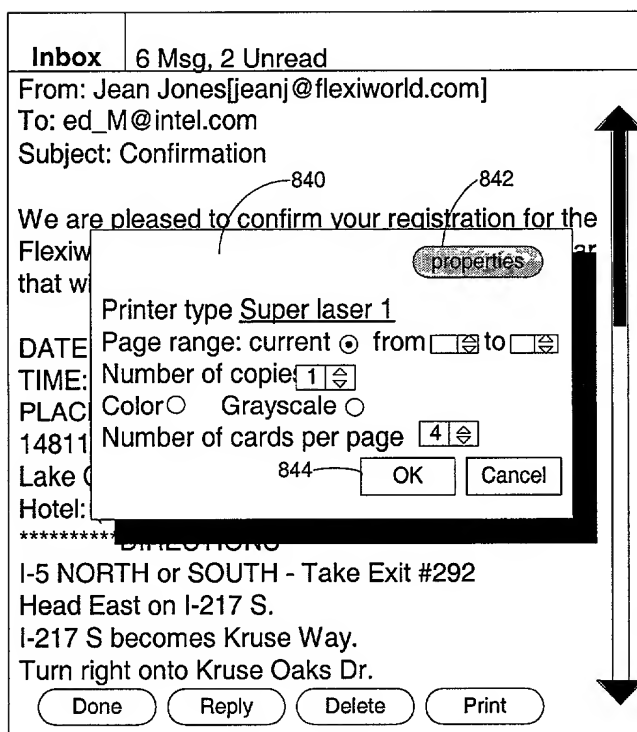 Inbox 6 Msg, 2 Unread
From: Jean Jones[jeanj@flexiworld.com]
To: ed_M@intel.com
Subject: Confirmation
840 842
We are pleased to confirm your registration for the
Flexiw ar
properties
that wi
Printer type Super laser 1
DATE Page range: current from to
TIME: Number of copies 1
PLAC Color Grayscale
14811 Number of cards per page 4
Lake 844 OK Cancel
Hotel:
********** DIRECTIONS
I-5 NORTH or SOUTH - Take Exit #292
Head East on I-217 S.
I-217 S becomes Kruse Way.
Turn right onto Kruse Oaks Dr.
Done Reply Delete Print